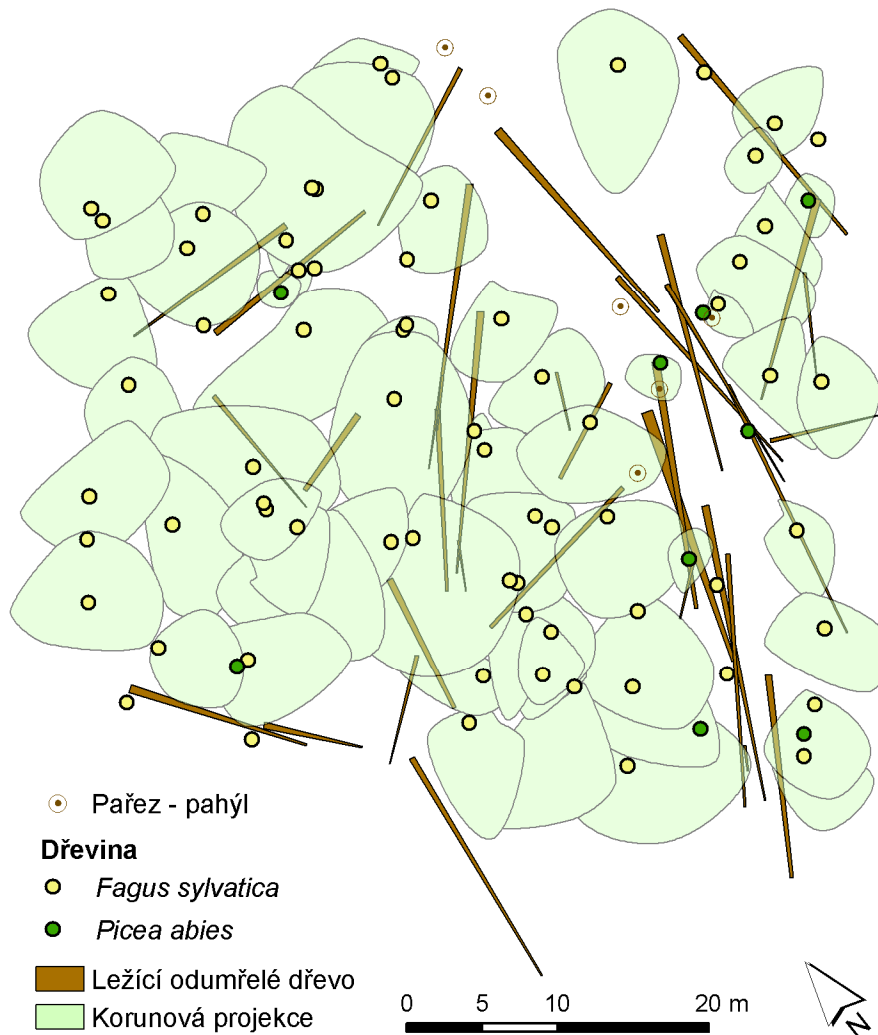 Pařez - pahýl
Dřevina
Fagus sylvatica
Picea abies
Ležící odumřelé dřevo
Korunová projekce
0 5 10 20 m
N